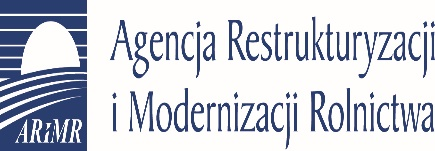 Agencja Restrukturyzacji
i Modernizacji Rolnictwa
ARiMR